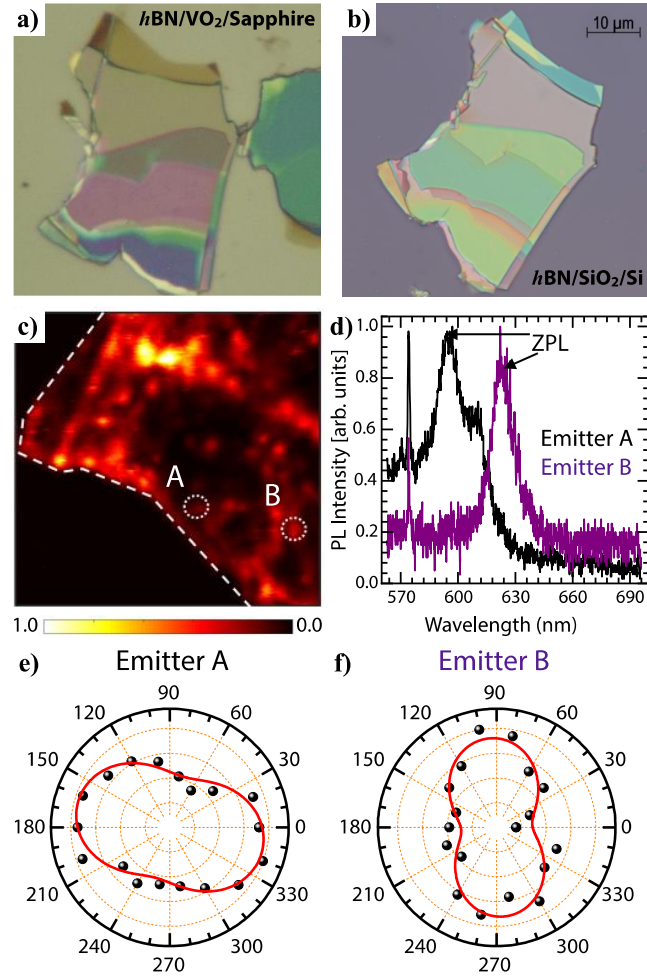 a)
hBN/VO₂/Sapphire
b)
10 µm
hBN/SiO₂/Si
c)
A
B
1.0
0.0
d)
1.0
0.8
0.6
0.4
0.2
0.0
PL Intensity [arb. units]
ZPL
Emitter A
Emitter B
570
600
630
660
690
Wavelength (nm)
e)
Emitter A
90
120
60
150
30
180
0
210
330
240
300
270
f)
Emitter B
90
120
60
150
30
180
0
210
330
240
300
270